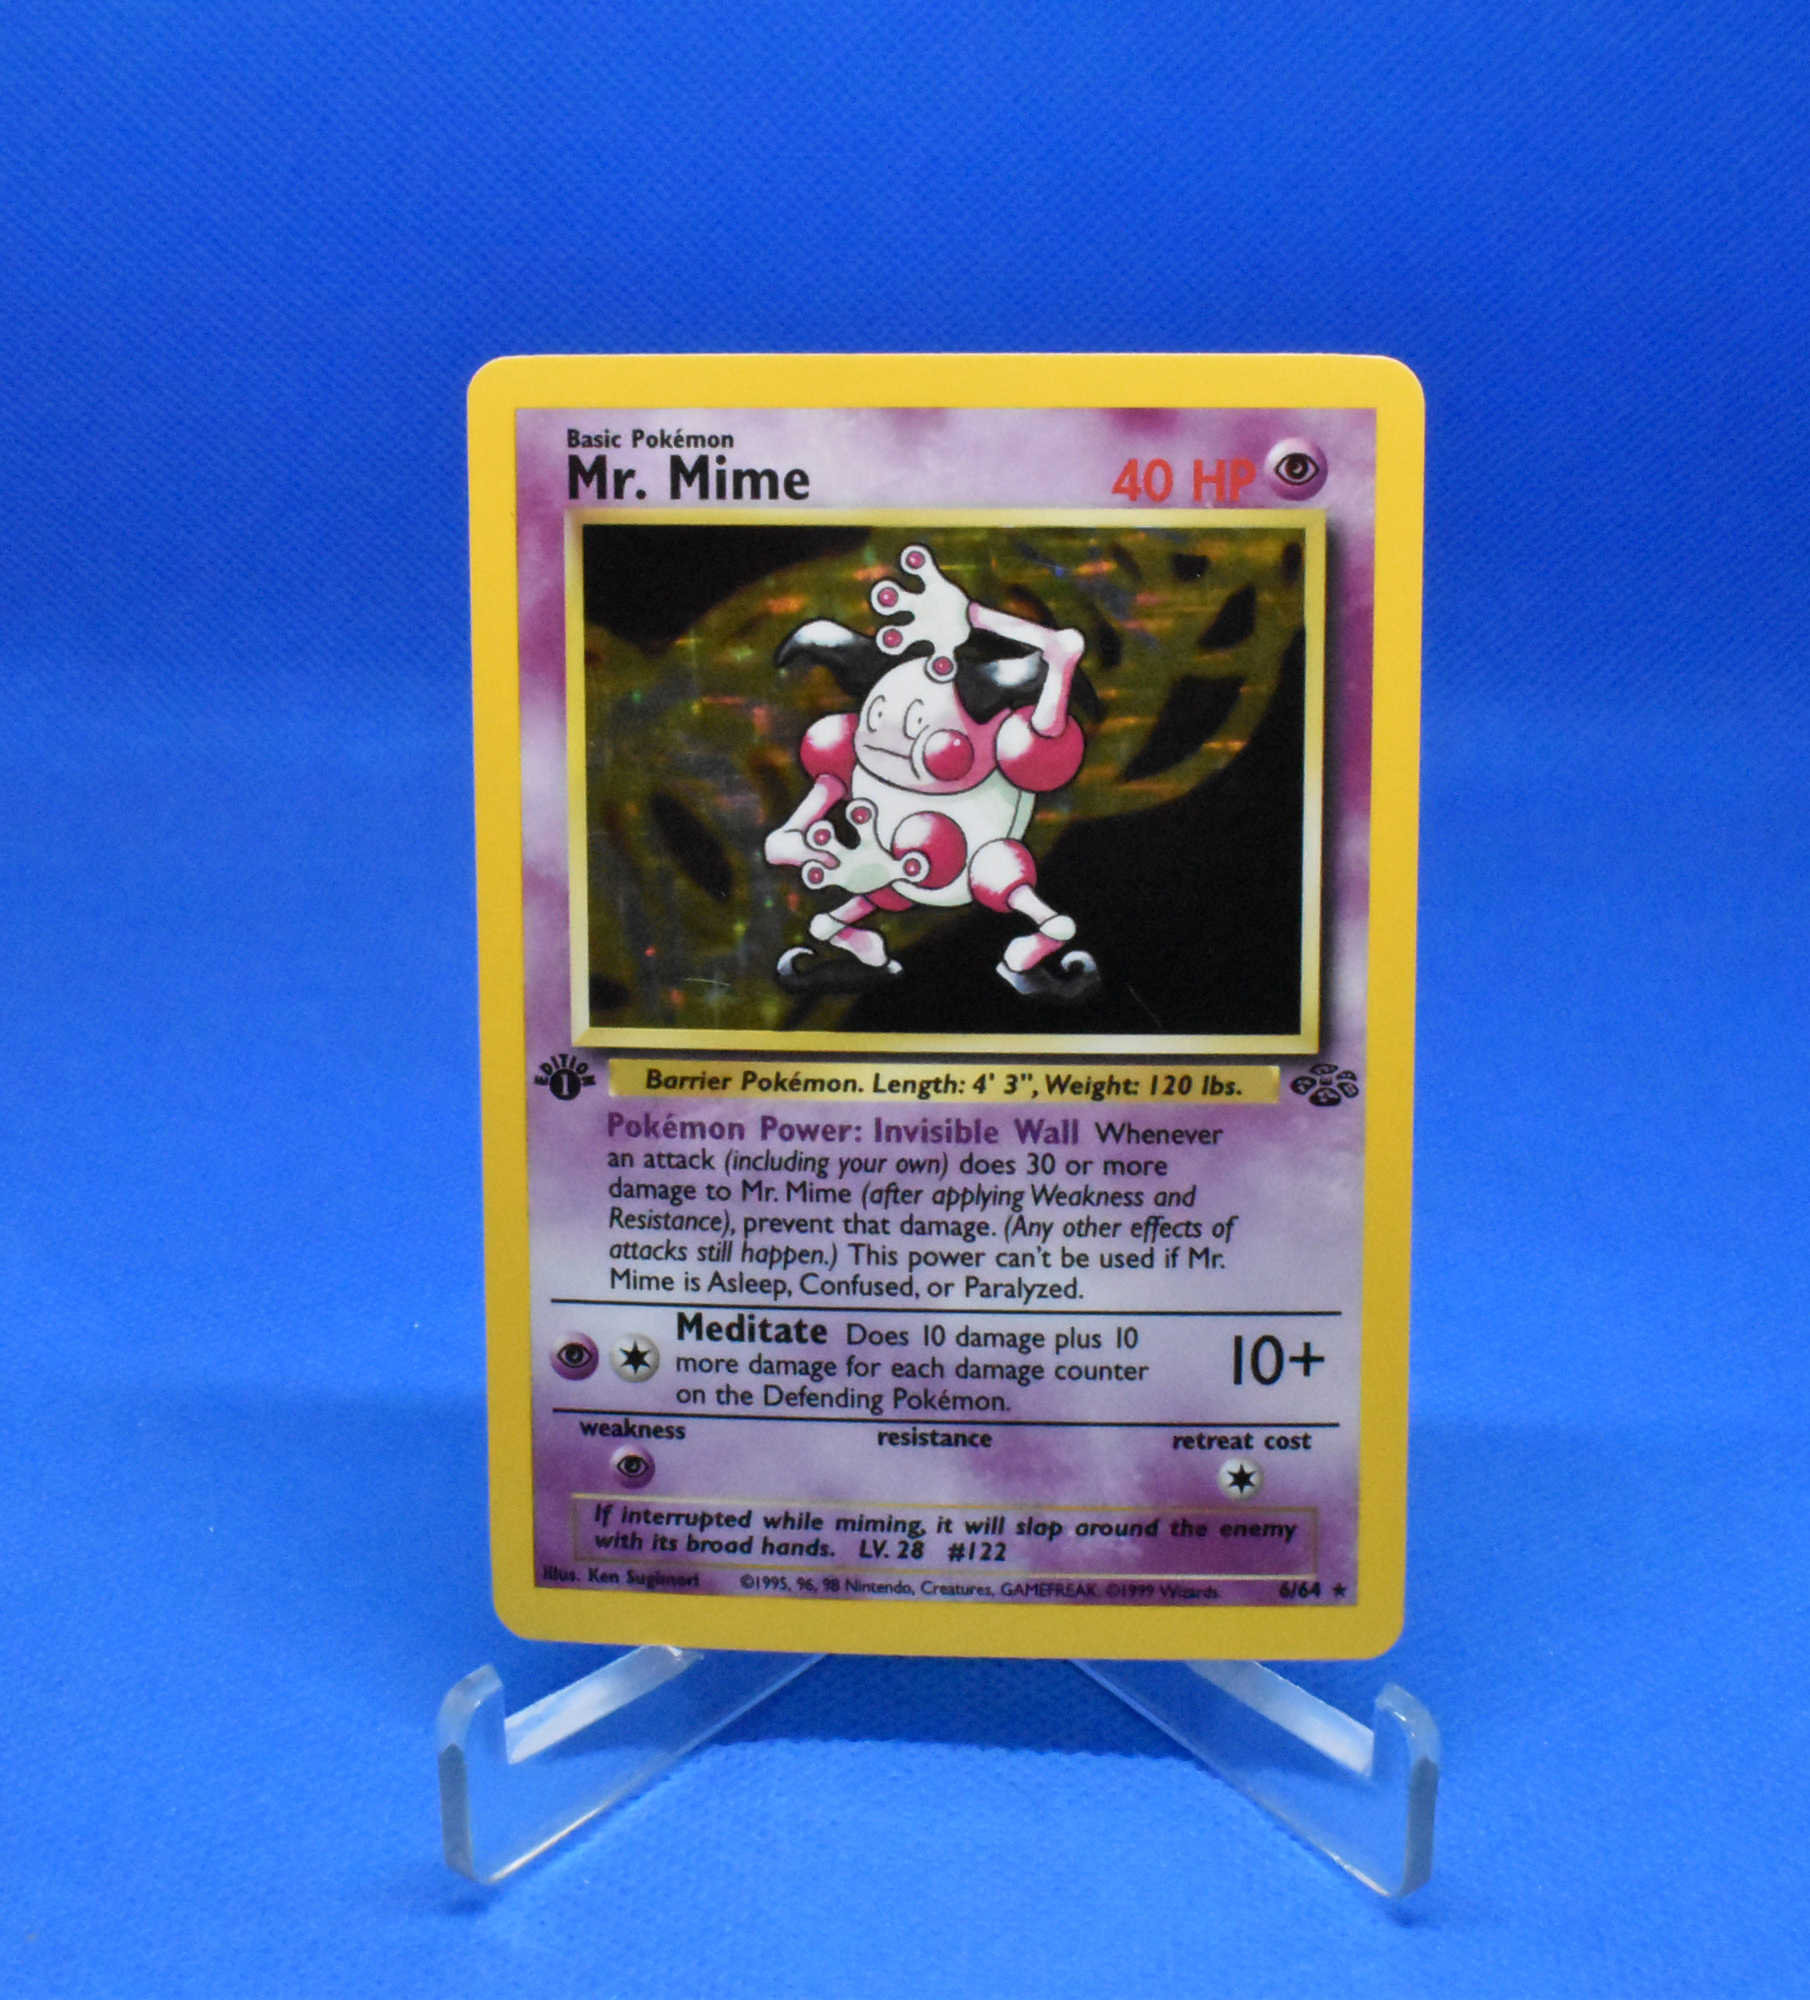 Basic Pokémon
Mr. Mime
40 HP
EDITION
1
Barrier Pokémon. Length: 4' 3", Weight: 120 lbs.
Pokémon Power: Invisible Wall Whenever
an attack (including your own) does 30 or more
damage to Mr. Mime (after applying Weakness and
Resistance), prevent that damage. (Any other effects of
attacks still happen.) This power can't be used if Mr.
Mime is Asleep, Confused, or Paralyzed.
Meditate Does 10 damage plus 10
more damage for each damage counter
on the Defending Pokémon.
10+
weakness
resistance
retreat cost
If interrupted while miming, it will slap around the enemy
with its broad hands. LV. 28 #122
Illus. Ken Sugimori
©1995, 96, 98 Nintendo, Creatures, GAMEFREAK. ©1999 Wizards.
6/64 ★